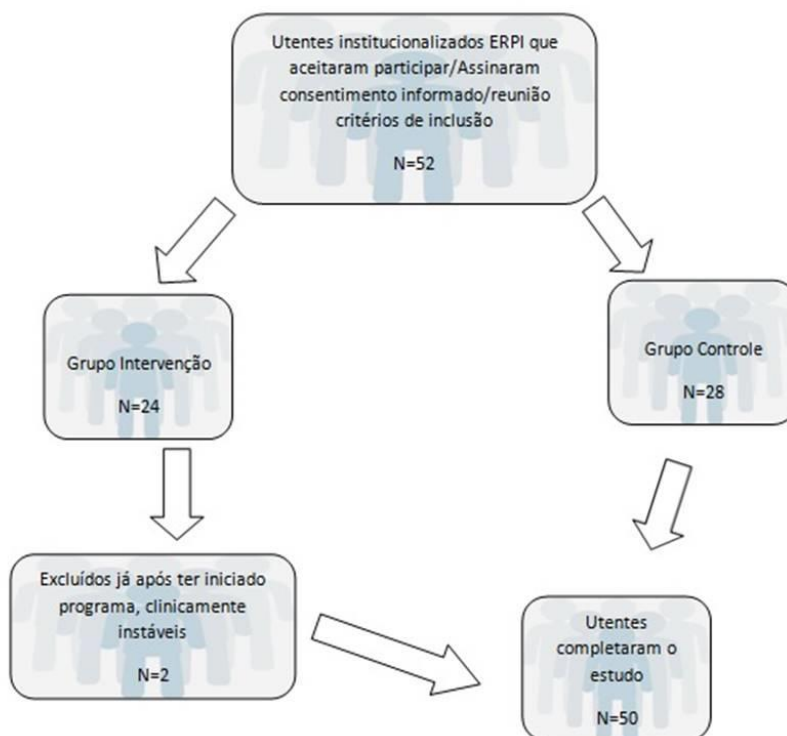 Utentes institucionalizados ERPI que
aceitaram participar/Assinaram
consentimento informado/reunião
critérios de inclusão
N=52
Grupo Intervenção
N=24
Grupo Controle
N=28
Excluídos já após ter iniciado
programa, clinicamente
instáveis
N=2
Utentes
completaram o
estudo
N=50